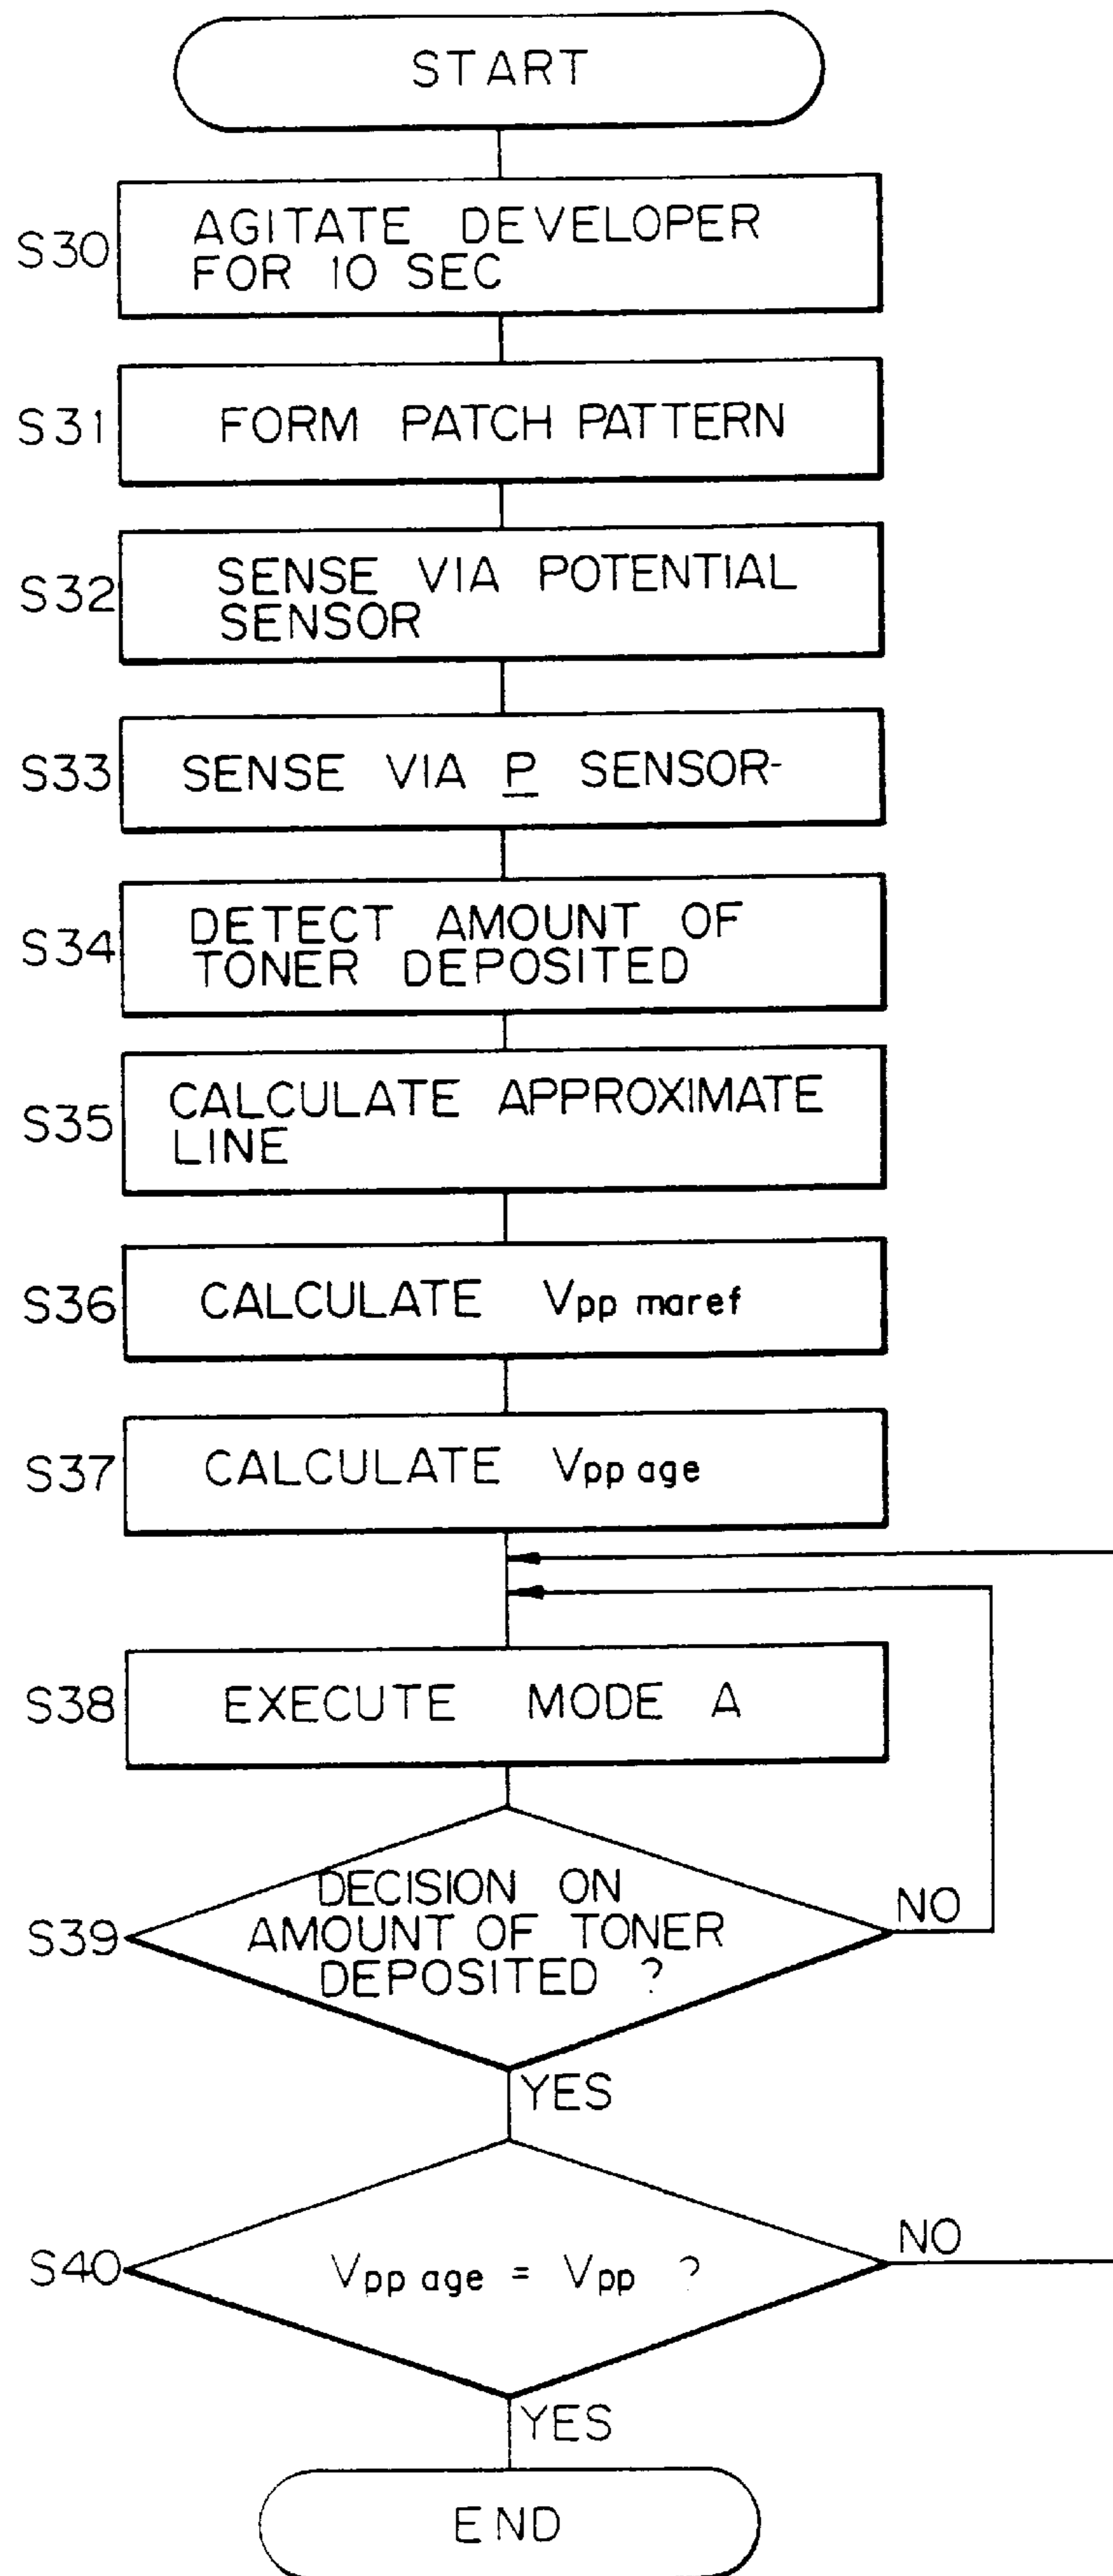 START
S30
AGITATE DEVELOPER
FOR 10 SEC
S31
FORM PATCH PATTERN
S32
SENSE VIA POTENTIAL
SENSOR
S33
SENSE VIA P SENSOR-
S34
DETECT AMOUNT OF
TONER DEPOSITED
S35
CALCULATE APPROXIMATE
LINE
S36
CALCULATE Vpp maref
S37
CALCULATE Vpp age
S38
EXECUTE MODE A
S39
DECISION ON
AMOUNT OF TONER
DEPOSITED ?
NO
YES
S40
Vpp age = Vpp ?
NO
YES
END